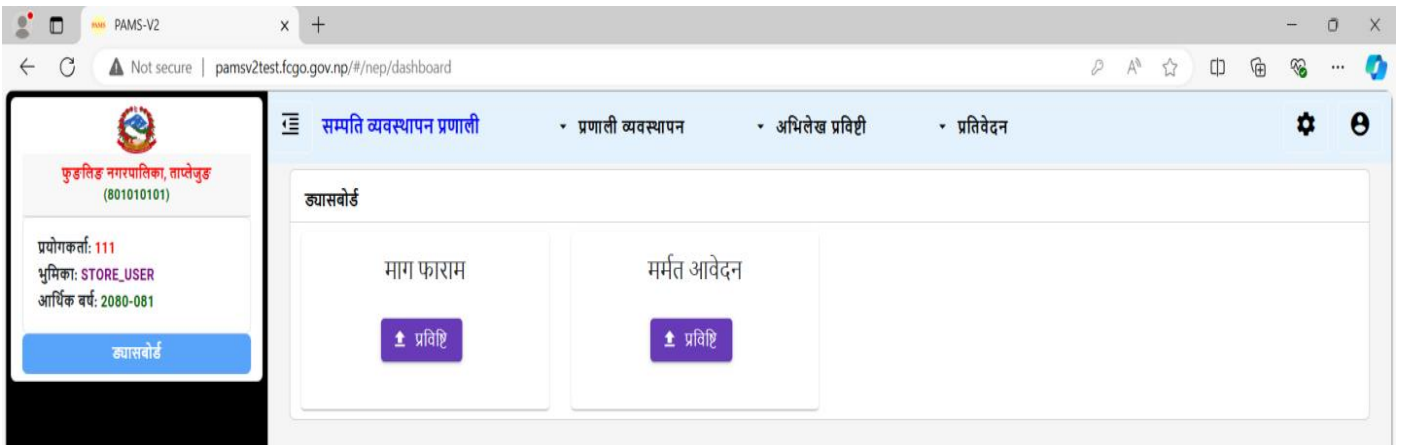 PAMS-V2
Not secure | pamsv2test.fcgo.gov.np/#/nep/dashboard
सम्पति व्यवस्थापन प्रणाली प्रणाली व्यवस्थापन अभिलेख प्रविष्टी प्रतिवेदन
फुङलिङ नगरपालिका, ताप्लेजुङ
(801010101)
प्रयोगकर्ता: 111
भुमिका: STORE_USER
आर्थिक बर्ष: 2080-081
ड्यासबोर्ड
ड्यासबोर्ड
माग फाराम
प्रविष्टि
मर्मत आवेदन
प्रविष्टि